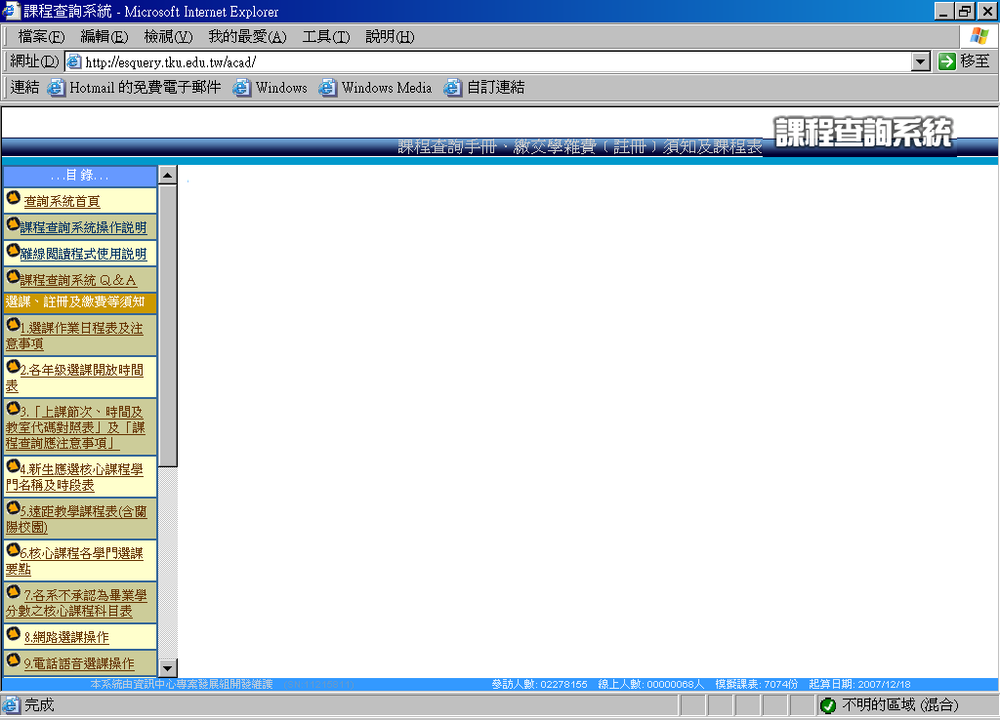 課程查詢系統 - Microsoft Internet Explorer
檔案(F) 編輯(E) 檢視(V) 我的最愛(A) 工具(T) 說明(H)
網址(D) http://esquery.tku.edu.tw/acad/ 移至
連結 Hotmail 的免費電子郵件 Windows Windows Media 自訂連結
課程查詢系統
課程查詢手冊、繳交學雜費﹝註冊﹞須知及課程表
...目錄...
查詢系統首頁
課程查詢系統操作說明
離線閱讀程式使用說明
課程查詢系統 Q & A
選課、註冊及繳費等須知
1.選課作業日程表及注
意事項
2.各年級選課開放時間
表
3.「上課節次、時間及
教室代碼對照表」及「課
程查詢應注意事項」
4.新生應選核心課程學
門名稱及時段表
5.遠距教學課程表(含蘭
陽校園)
6.核心課程各學門選課
要點
7.各系不承認為畢業學
分數之核心課程科目表
8.網路選課操作
9.電話語音選課操作
本系統由資訊中心專案發展組開發維護 參訪人數: 02278155 線上人數: 00000068人 模擬課表: 7074份 起算日期: 2007/12/18
完成 不明的區域 (混合)